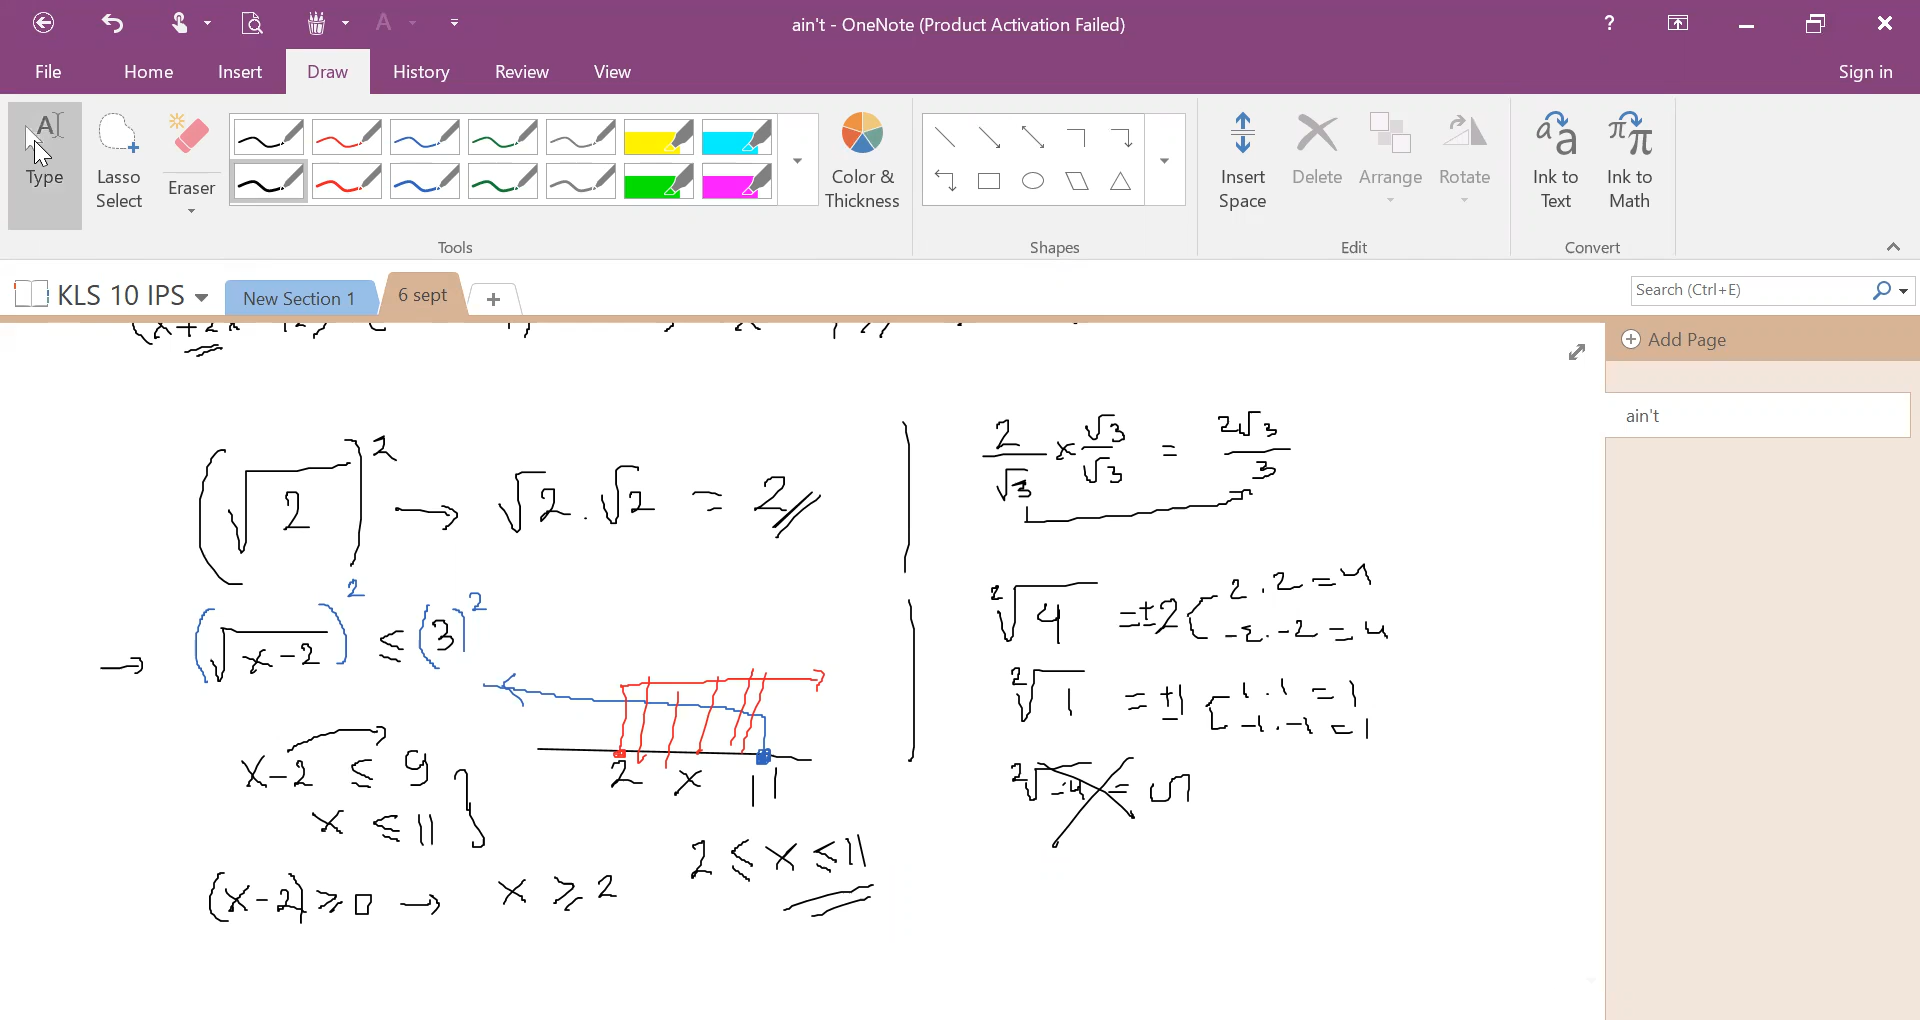 ain't - OneNote (Product Activation Failed)
File Home Insert Draw History Review View Sign in
Type
Lasso Select
Eraser
Color & Thickness
Insert Space
Delete
Arrange
Rotate
Ink to Text
Ink to Math
Tools Shapes Edit Convert
KLS 10 IPS New Section 1 6 sept + Search (Ctrl+E)
Add Page
ain't
(√2)² → √2 . √2 = 2
(√x-2)² ≤ (3)²
x-2 ≤ 9
x ≤ 11
(x-2) ≥ 0 → x ≥ 2
2 x 11
2 ≤ x ≤ 11
2/√3 × √3/√3 = 2√3/3
²√4 = ±2 { 2 . 2 = 4
-2 . -2 = 4
²√1 = ±1 { 1 . 1 = 1
-1 . -1 = 1
²√-4 =